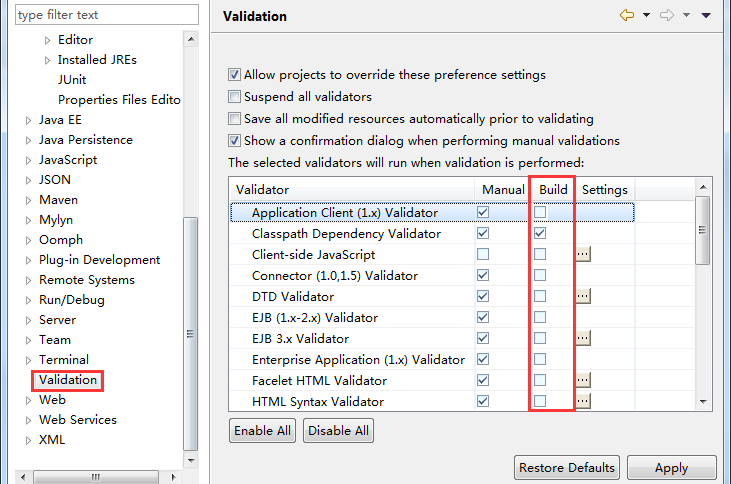 type filter text
Editor
Installed JREs
JUnit
Properties Files Edito
Java EE
Java Persistence
JavaScript
JSON
Maven
Mylyn
Oomph
Plug-in Development
Remote Systems
Run/Debug
Server
Team
Terminal
Validation
Web
Web Services
XML
Validation
Allow projects to override these preference settings
Suspend all validators
Save all modified resources automatically prior to validating
Show a confirmation dialog when performing manual validations
The selected validators will run when validation is performed:
Validator Manual Build Settings
Application Client (1.x) Validator
Classpath Dependency Validator
Client-side JavaScript ...
Connector (1.0,1.5) Validator
DTD Validator ...
EJB (1.x-2.x) Validator
EJB 3.x Validator ...
Enterprise Application (1.x) Validator
Facelet HTML Validator ...
HTML Syntax Validator ...
Enable All Disable All
Restore Defaults Apply